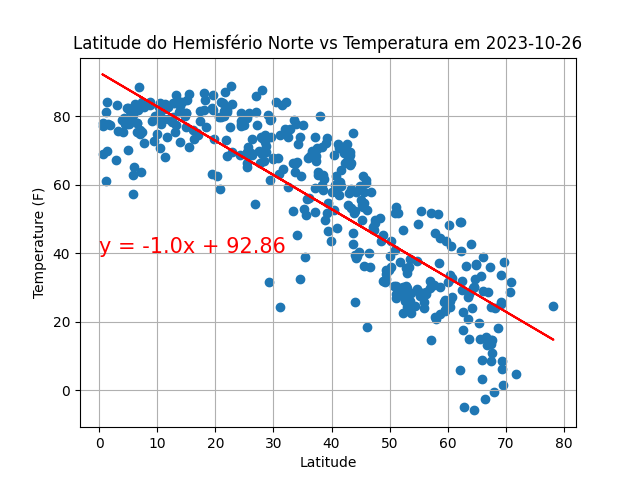 Latitude do Hemisfério Norte vs Temperatura em 2023-10-26
80
60
40
20
0
Temperature (F)
y = -1.0x + 92.86
0 10 20 30 40 50 60 70 80
Latitude